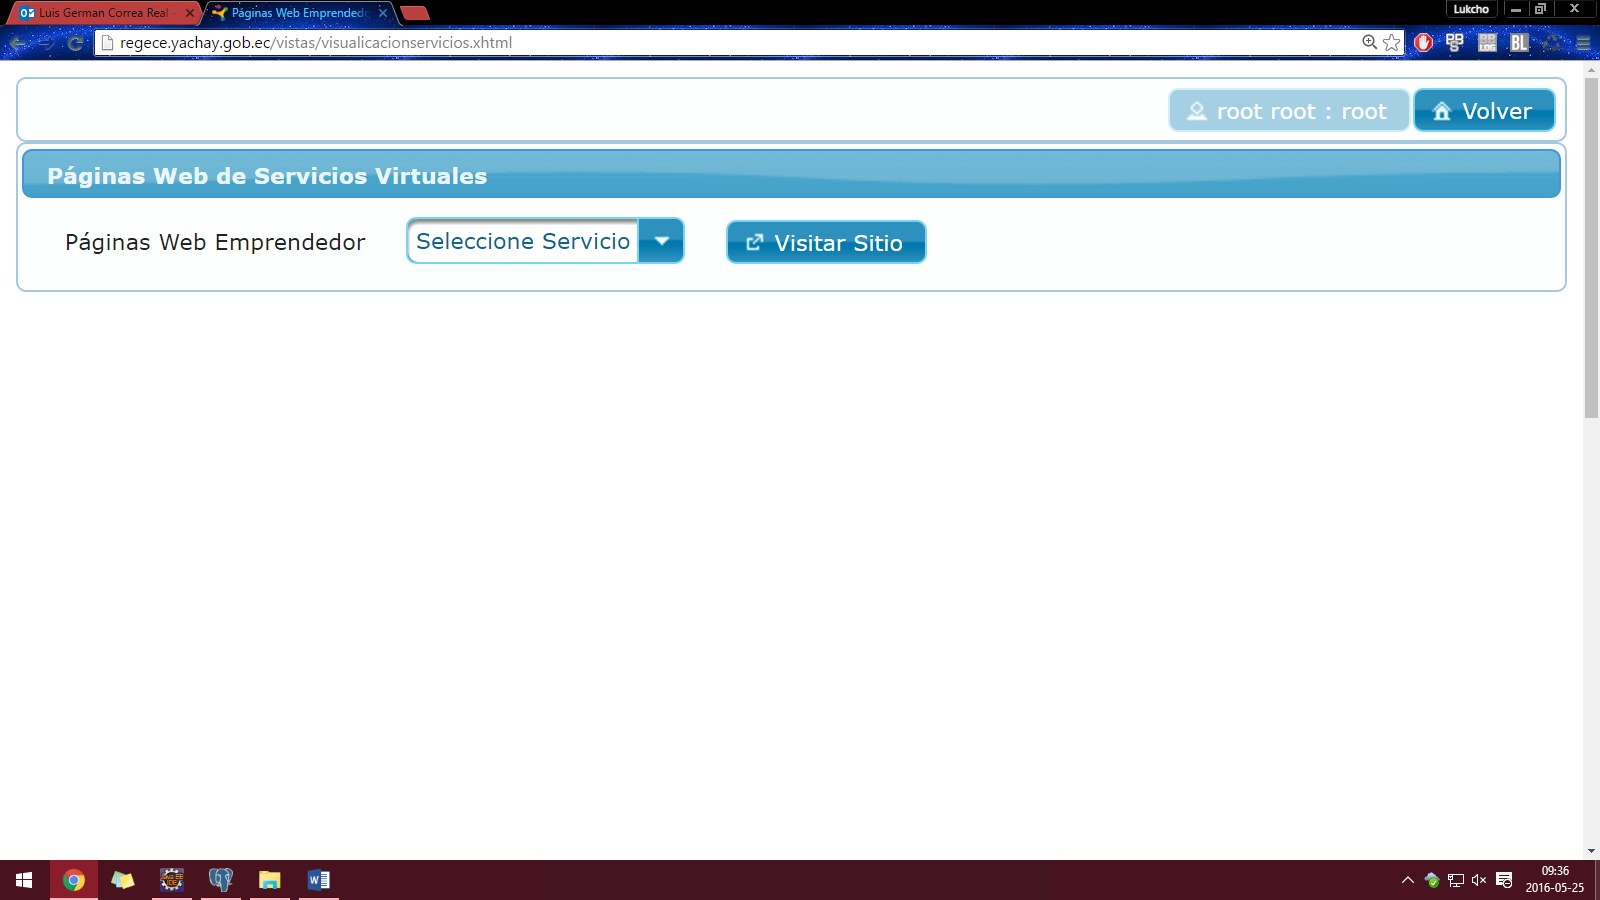 Luis German Correa Real
Páginas Web Emprended
Lukcho
regece.yachay.gob.ec/vistas/visualicacionservicios.xhtml
BL
root root : root
Volver
Páginas Web de Servicios Virtuales
Páginas Web Emprendedor
Seleccione Servicio
Visitar Sitio
09:36
2016-05-25